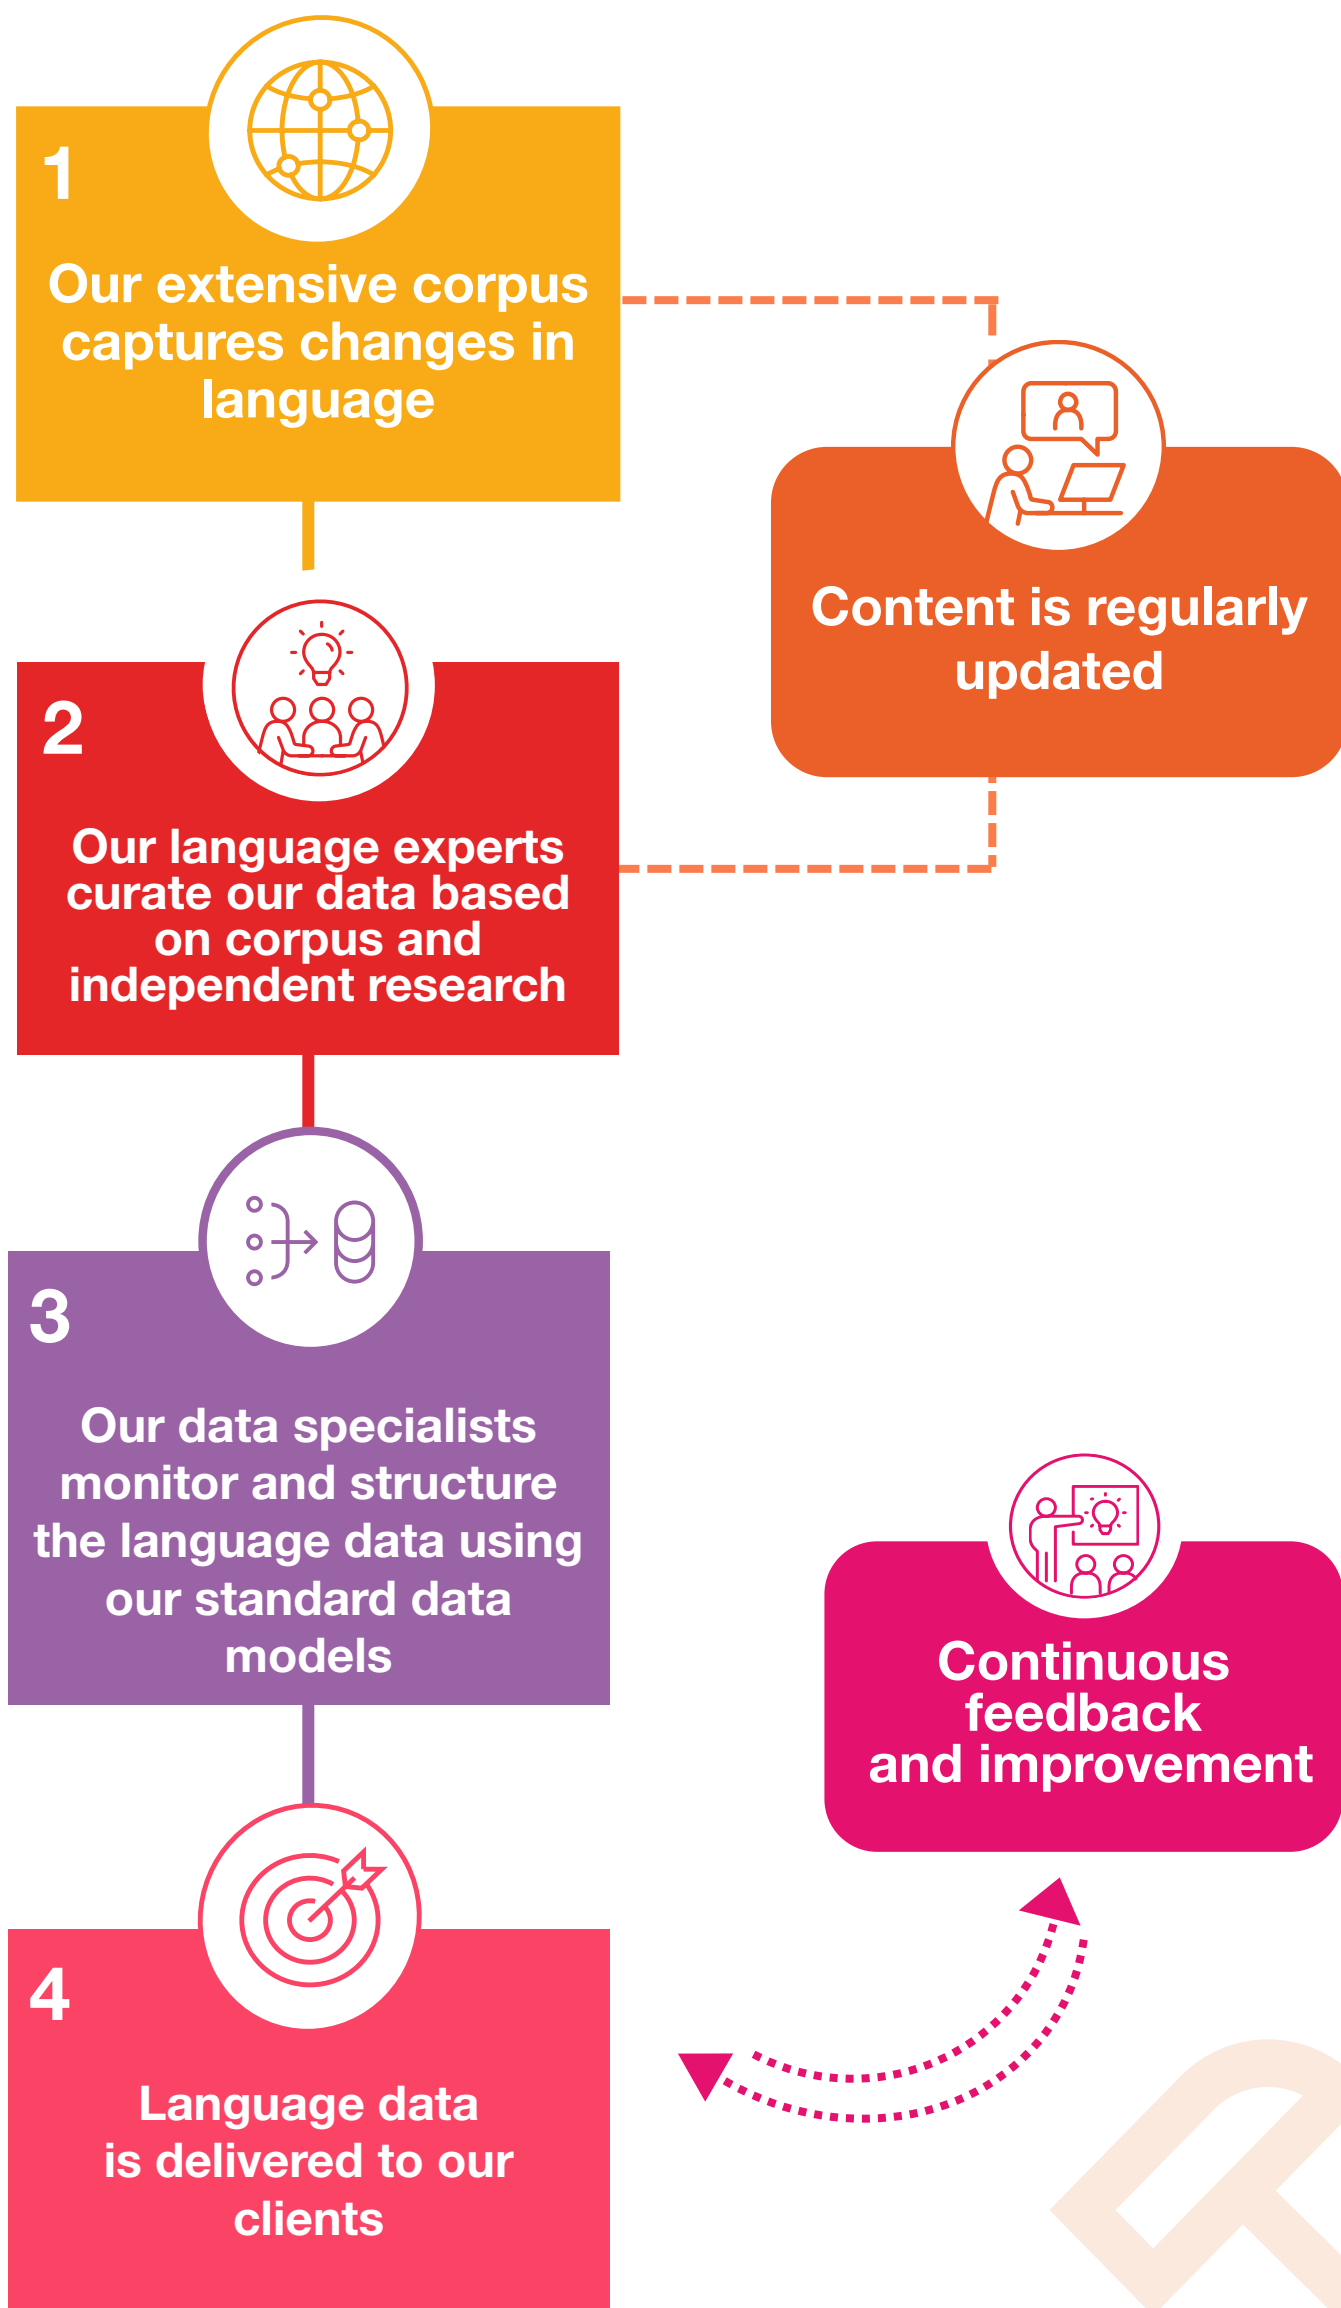 1
Our extensive corpus
captures changes in
language
Content is regularly
updated
2
Our language experts
curate our data based
on corpus and
independent research
3
Our data specialists
monitor and structure
the language data using
our standard data
models
Continuous
feedback
and improvement
4
Language data
is delivered to our
clients